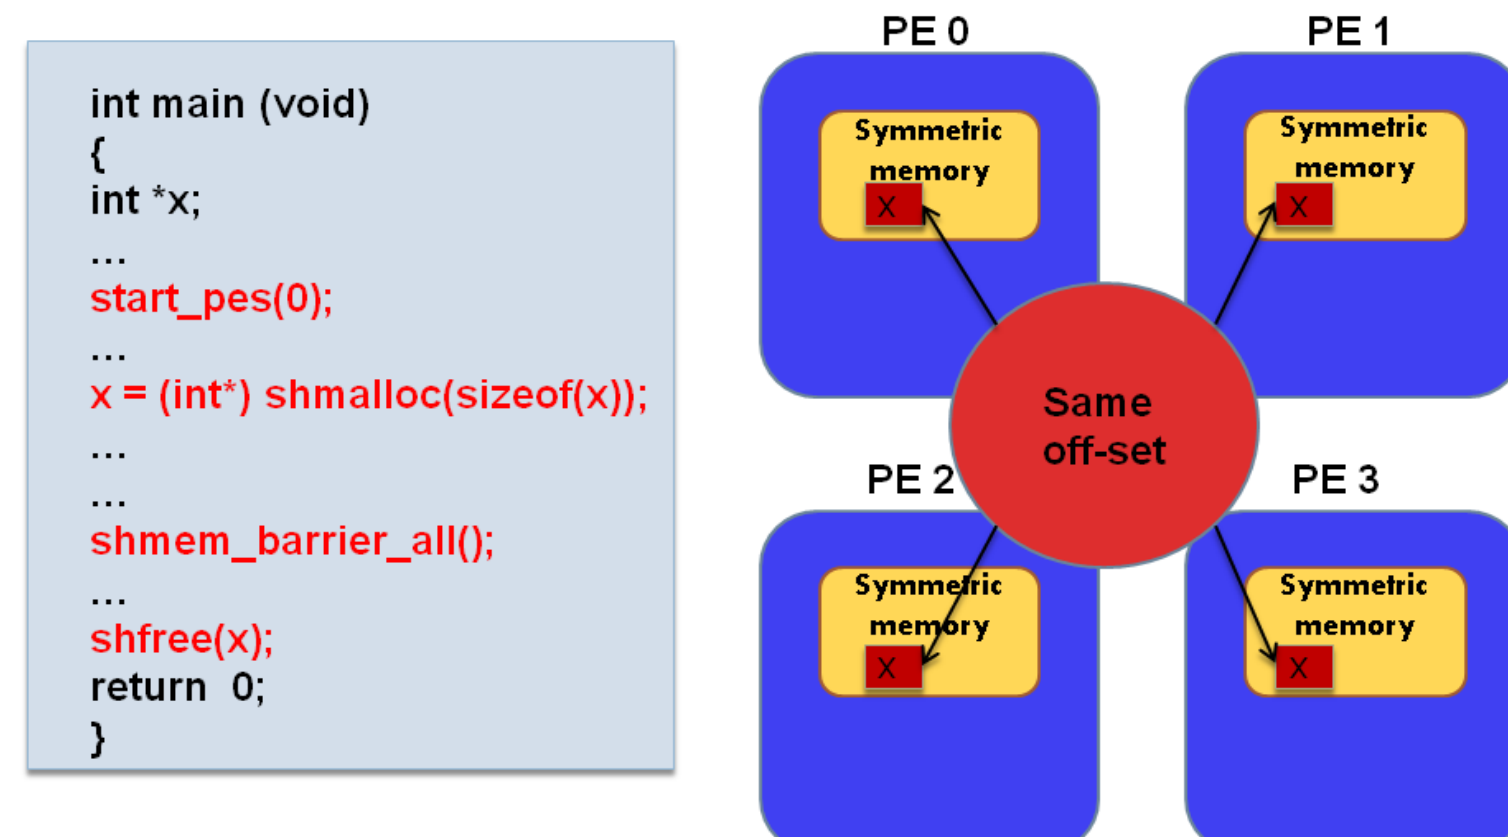 int main (void)
{
int *x;
...
start_pes(0);
...
x = (int*) shmalloc(sizeof(x));
...
...
shmem_barrier_all();
...
shfree(x);
return 0;
}
PE 0
Symmetric
memory
X
PE 1
Symmetric
memory
X
Same
off-set
PE 2
Symmetric
memory
X
PE 3
Symmetric
memory
X